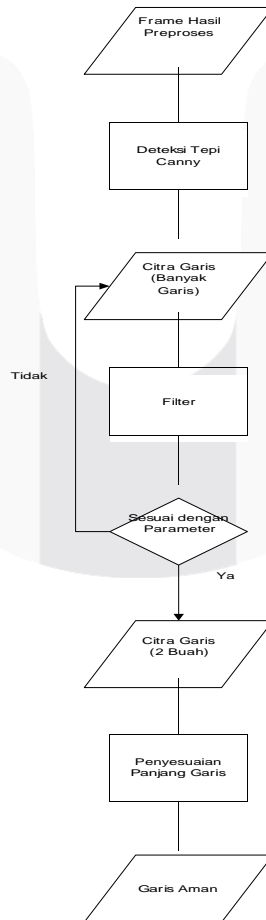 Frame Hasil
Preproses
Deteksi Tepi
Canny
Citra Garis
(Banyak
Garis)
Tidak
Filter
Sesuai dengan
Parameter
Ya
Citra Garis
(2 Buah)
Penyesuaian
Panjang Garis
Garis Aman